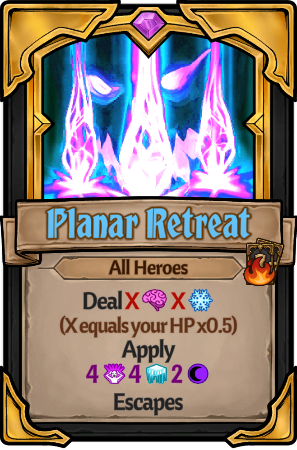 Planar Retreat
All Heroes
Deal X X
(X equals your HP x0.5)
Apply
4 4 2
Escapes